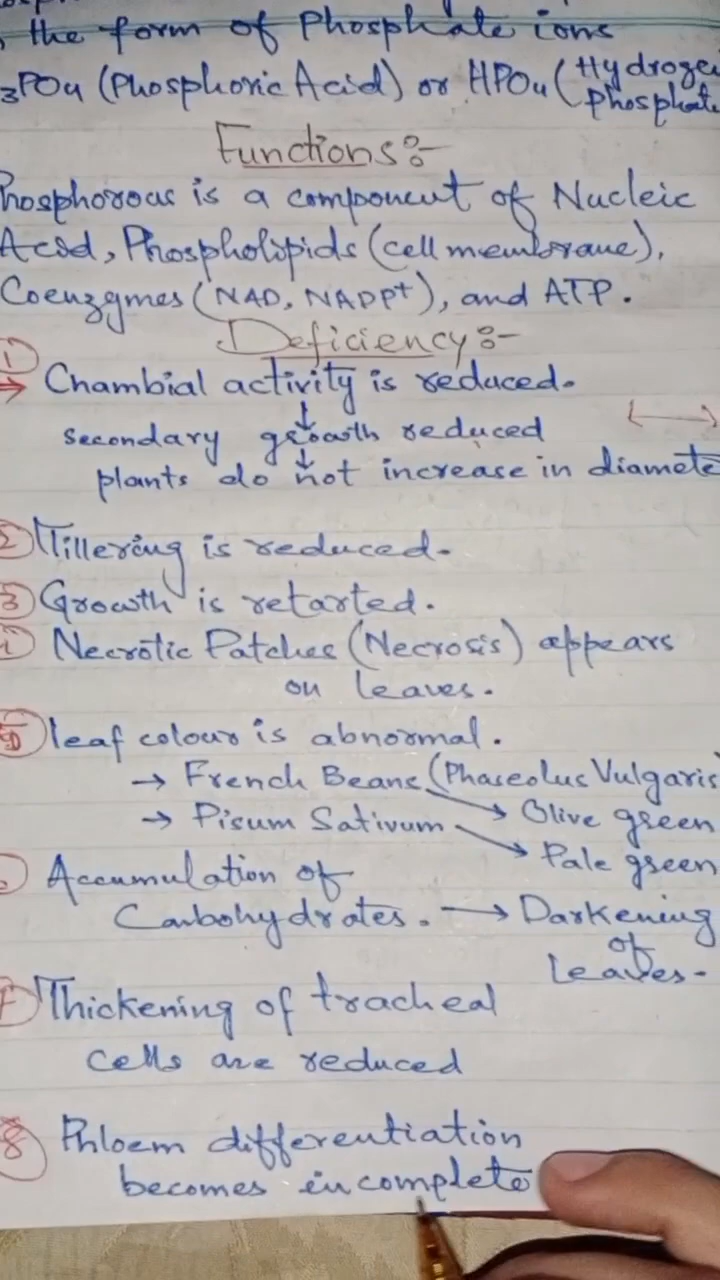 the form of Phosphate ions
3PO4 (Phosphoric Acid) or HPO4 (Hydrogen
Phosphate
Functions:-
Phosphorous is a component of Nucleic
Acid, Phospholipids (cell membrane),
Coenzymes (NAD, NADP+), and ATP.
Deficiency:-
① → Chambial activity is reduced.
↓
secondary growth reduced
↓
plants do not increase in diamete
② Tillering is reduced.
③ Growth is retarted.
Necrotic Patches (Necrosis) appears
on leaves.
⑤ leaf colour is abnormal.
→ French Beans (Phaseolus Vulgaris
→ Olive green
→ Pisum Sativum
→ Pale green
Accumulation of
Carbohydrates. → Darkening
of
Leaves-
Thickening of tracheal
cells are reduced
⑧ Phloem differentiation
becomes incomplete